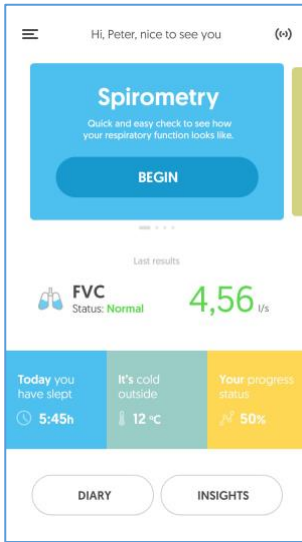 Hi, Peter, nice to see you
Spirometry
Quick and easy check to see how
your respiratory function looks like.
BEGIN
Last results
FVC
Status: Normal
4,56 l/s
Today you
have slept
5:45h
It's cold
outside
12 ºC
Your progress
status
50%
DIARY
INSIGHTS